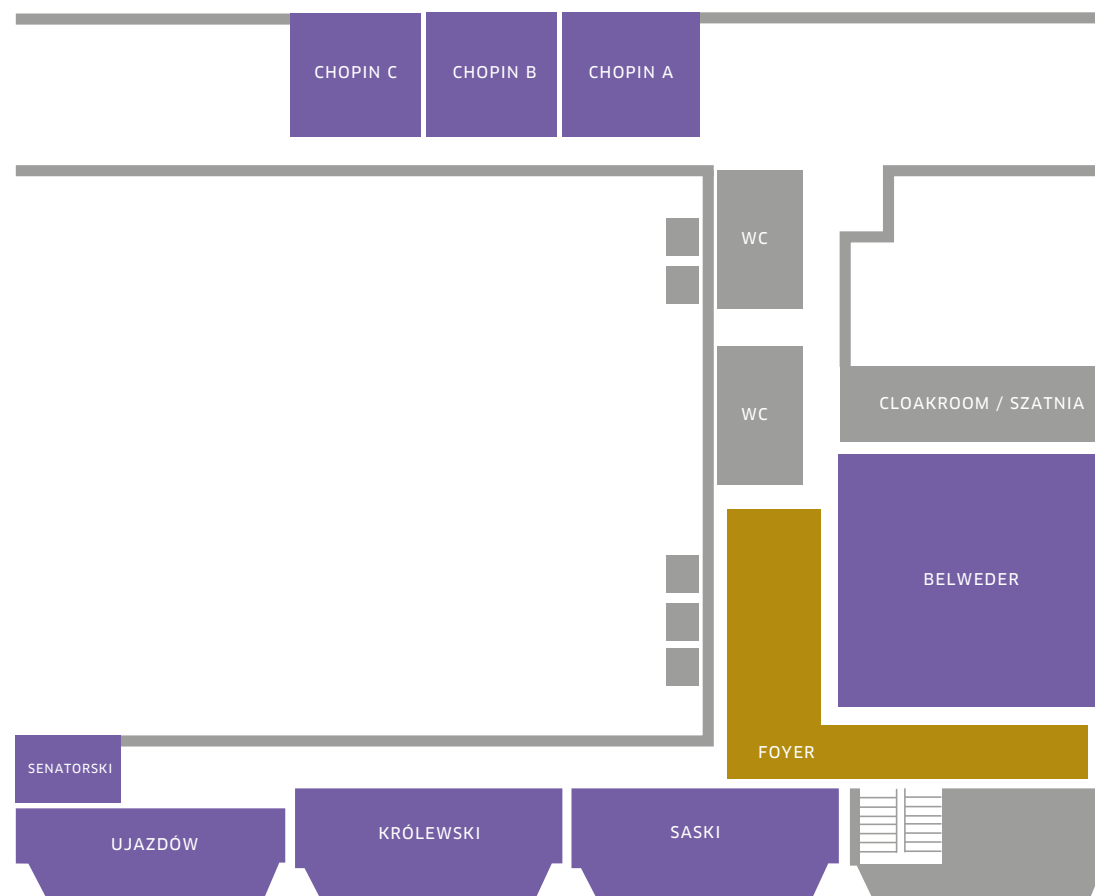 CHOPIN C
CHOPIN B
CHOPIN A
WC
WC
CLOAKROOM / SZATNIA
BELWEDER
FOYER
SENATORSKI
UJAZDÓW
KRÓLEWSKI
SASKI